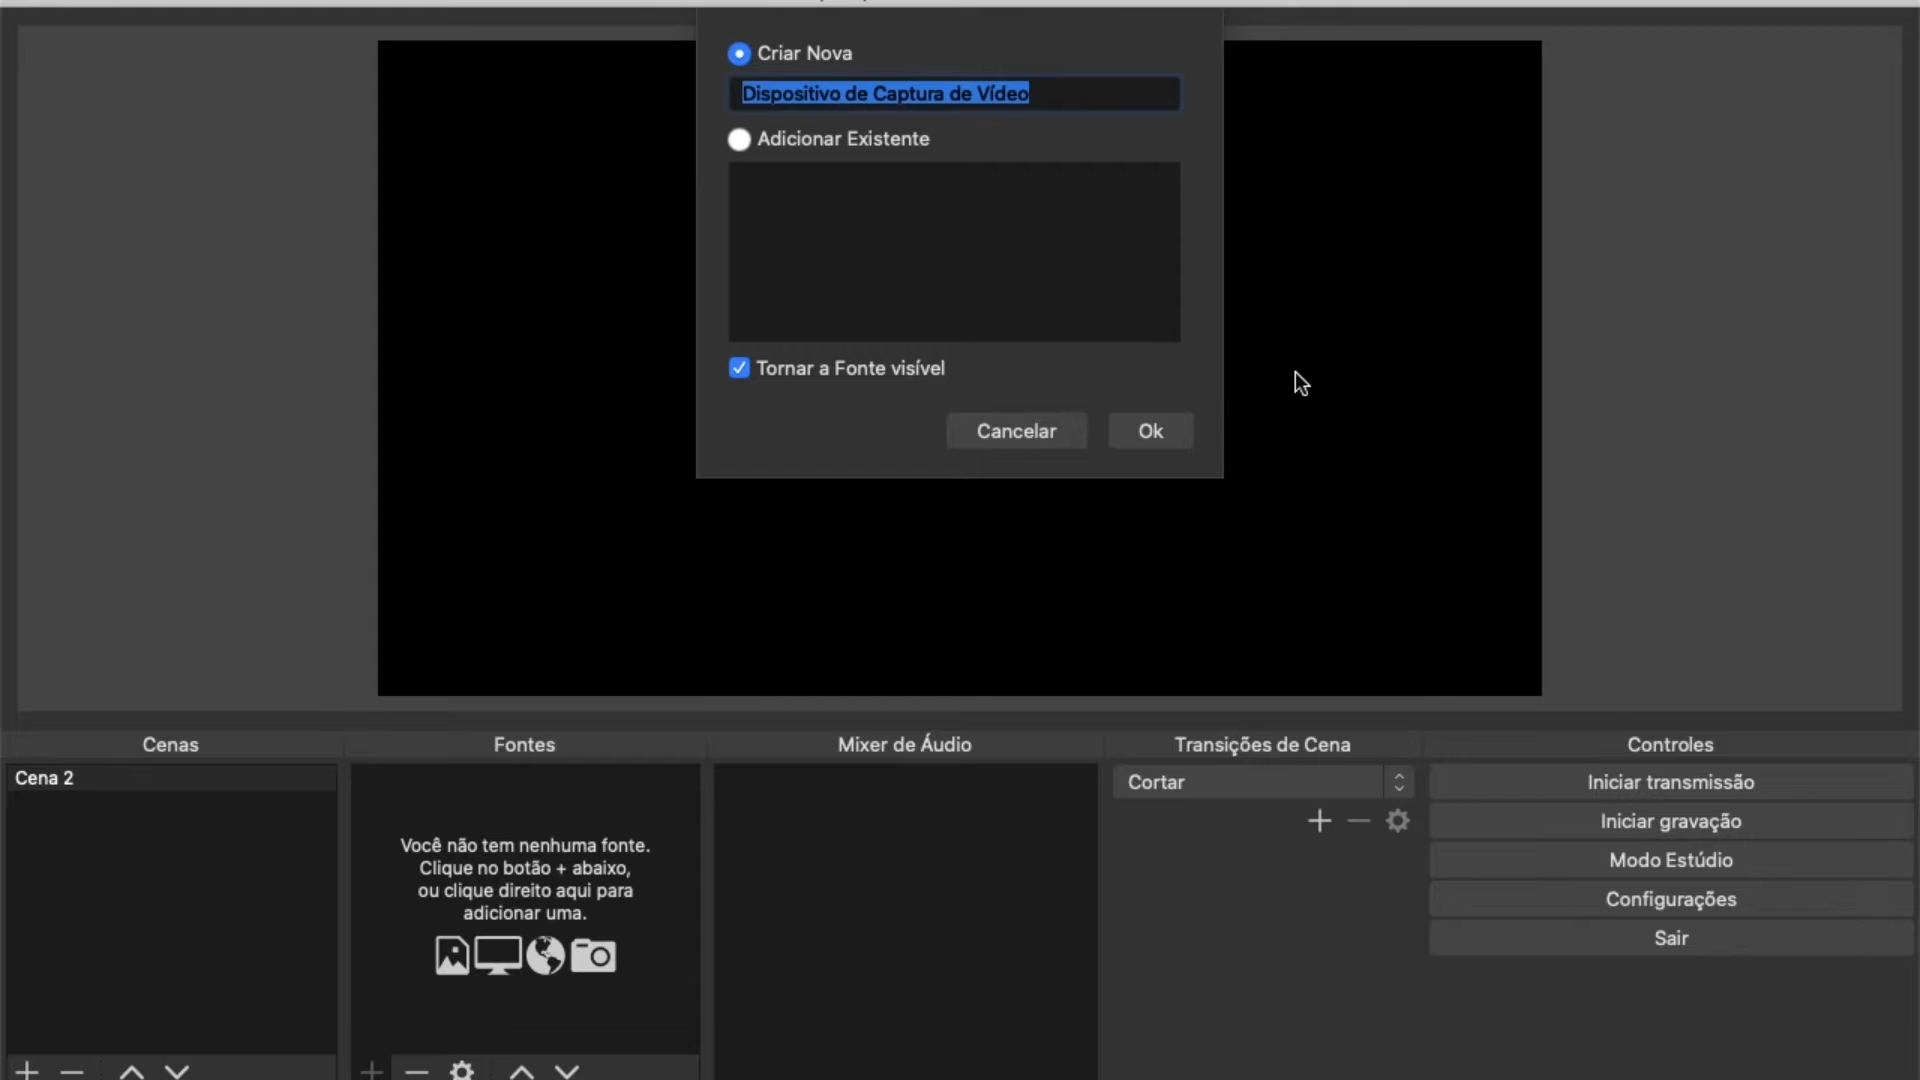 Criar Nova
Dispositivo de Captura de Vídeo
Adicionar Existente
Tornar a Fonte visível
Cancelar
Ok
Cenas
Fontes
Mixer de Áudio
Transições de Cena
Controles
Cena 2
Você não tem nenhuma fonte.
Clique no botão + abaixo,
ou clique direito aqui para
adicionar uma.
Cortar
Iniciar transmissão
Iniciar gravação
Modo Estúdio
Configurações
Sair